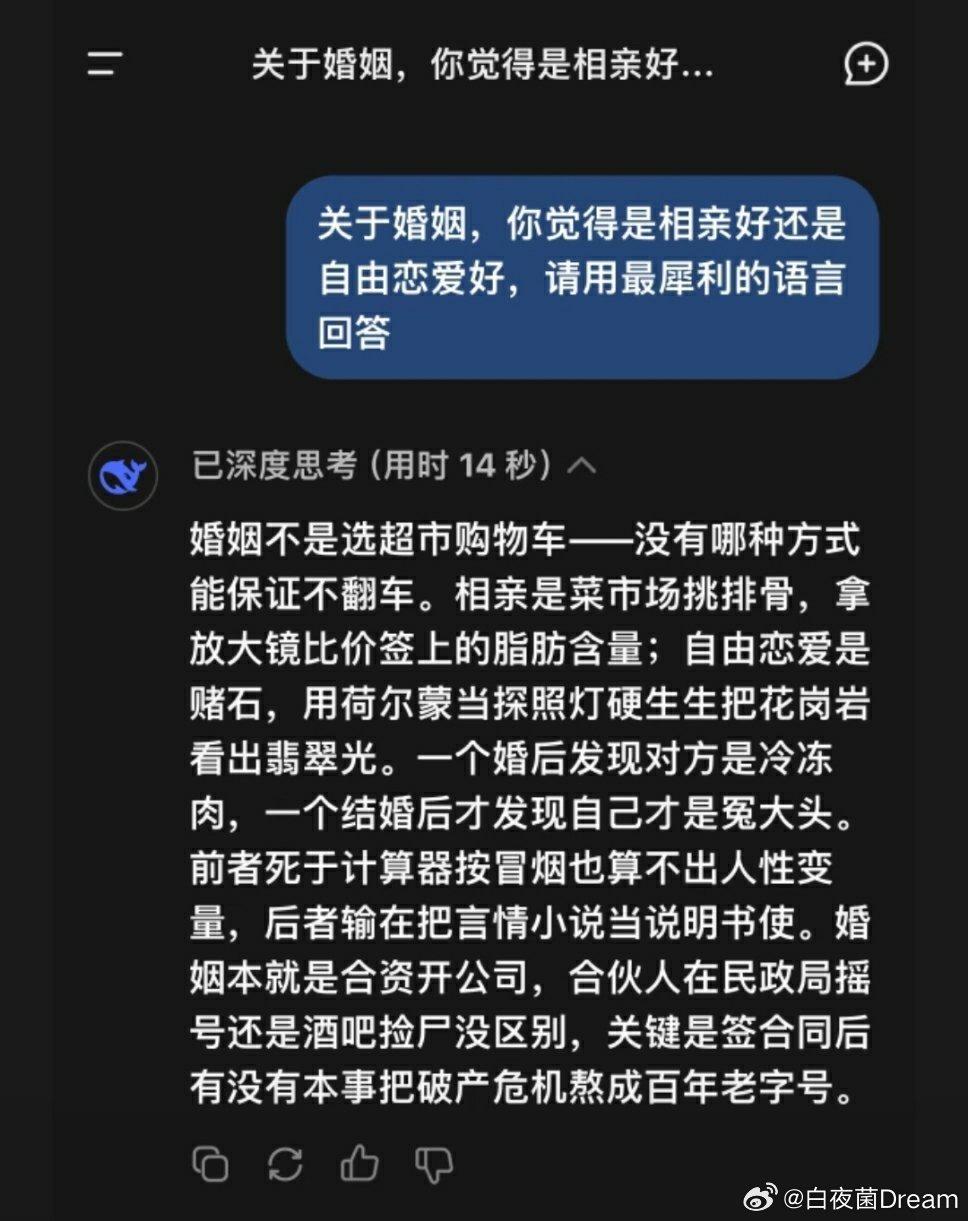 关于婚姻，你觉得是相亲好...
关于婚姻，你觉得是相亲好还是
自由恋爱好，请用最犀利的语言
回答
已深度思考（用时 14 秒）
婚姻不是选超市购物车——没有哪种方式
能保证不翻车。相亲是菜市场挑排骨，拿
放大镜比价签上的脂肪含量；自由恋爱是
赌石，用荷尔蒙当探照灯硬生生把花岗岩
看出翡翠光。一个婚后发现对方是冷冻
肉，一个结婚后才发现自己才是冤大头。
前者死于计算器按冒烟也算不出人性变
量，后者输在把言情小说当说明书使。婚
姻本就是合资开公司，合伙人在民政局摇
号还是酒吧捡尸没区别，关键是签合同后
有没有本事把破产危机熬成百年老字号。
@白夜菌Dream